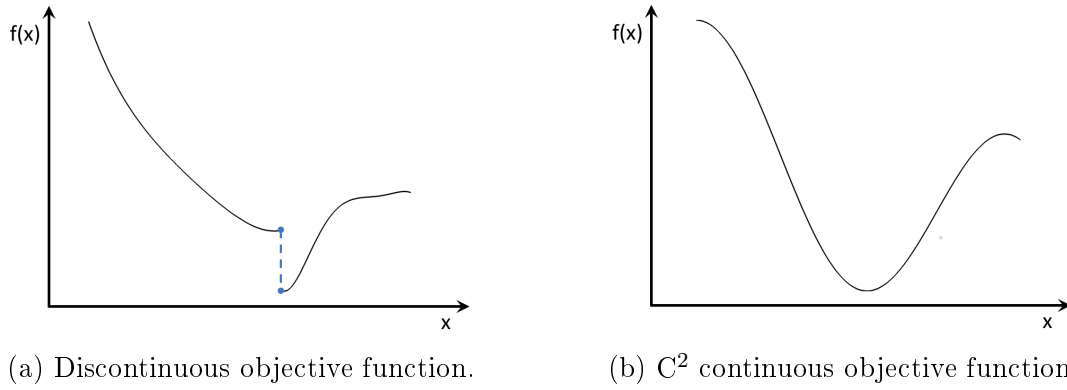 f(x)
x
(a) Discontinuous objective function.
f(x)
x
(b) C² continuous objective function